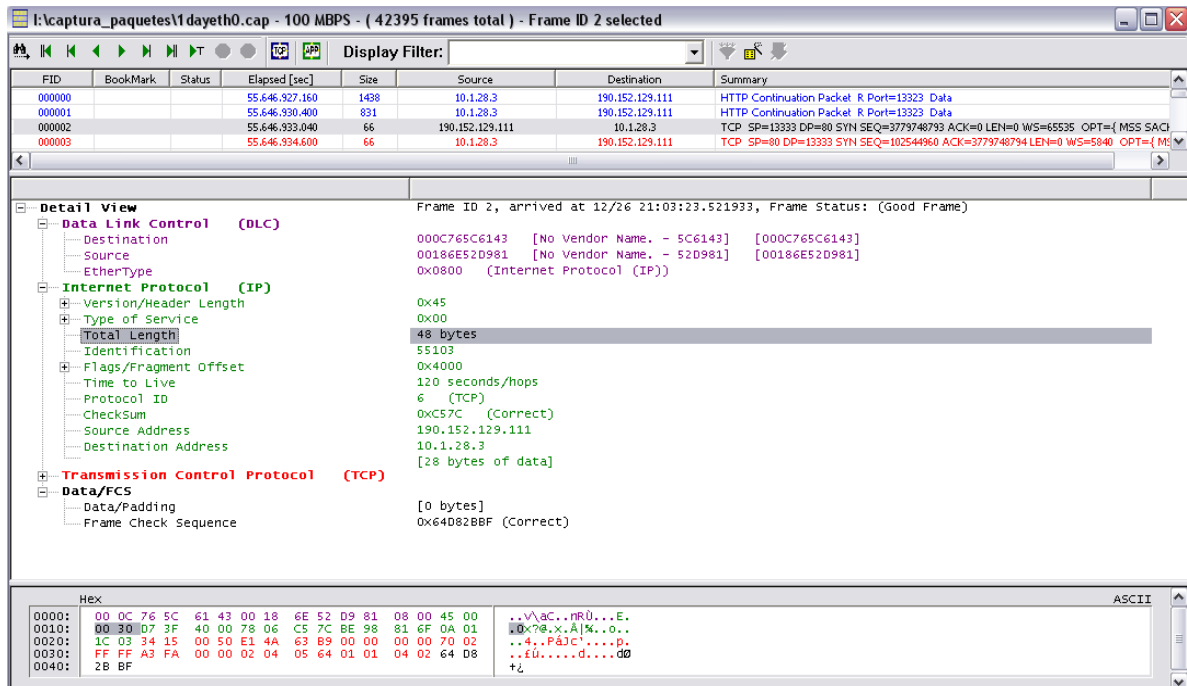 I:\captura_paquetes\1dayeth0.cap - 100 MBPS - ( 42395 frames total ) - Frame ID 2 selected
T TCP APP Display Filter:
FID BookMark Status Elapsed [sec] Size Source Destination Summary
000000 55.646.927.160 1438 10.1.28.3 190.152.129.111 HTTP Continuation Packet R Port=13323 Data
000001 55.646.930.400 831 10.1.28.3 190.152.129.111 HTTP Continuation Packet R Port=13323 Data
000002 55.646.933.040 66 190.152.129.111 10.1.28.3 TCP SP=13333 DP=80 SYN SEQ=3779748793 ACK=0 LEN=0 WS=65535 OPT={ MSS SACK
000003 55.646.934.600 66 10.1.28.3 190.152.129.111 TCP SP=80 DP=13333 SYN SEQ=102544960 ACK=3779748794 LEN=0 WS=5840 OPT={ MS
Detail View Frame ID 2, arrived at 12/26 21:03:23.521933, Frame Status: (Good Frame)
Data Link Control (DLC)
Destination 000C765C6143 [No Vendor Name. - 5C6143] [000C765C6143]
Source 00186E52D981 [No Vendor Name. - 52D981] [00186E52D981]
EtherType 0x0800 (Internet Protocol (IP))
Internet Protocol (IP)
Version/Header Length 0x45
Type of Service 0x00
Total Length 48 bytes
Identification 55103
Flags/Fragment Offset 0x4000
Time to Live 120 seconds/hops
Protocol ID 6 (TCP)
CheckSum 0xC57C (Correct)
Source Address 190.152.129.111
Destination Address 10.1.28.3
[28 bytes of data]
Transmission Control Protocol (TCP)
Data/FCS
Data/Padding [0 bytes]
Frame Check Sequence 0x64D82BBF (Correct)
Hex ASCII
0000: 00 0C 76 5C 61 43 00 18 6E 52 D9 81 08 00 45 00 ..v\aC..nRÙ...E.
0010: 00 30 D7 3F 40 00 78 06 C5 7C BE 98 81 6F 0A 01 .0x?@.x.Å|¾..o..
0020: 1C 03 34 15 00 50 E1 4A 63 B9 00 00 00 00 70 02 ..4..PáJc¹....p.
0030: FF FF A3 FA 00 00 02 04 05 64 01 01 04 02 64 D8 ..£ú.....d....dØ
0040: 2B BF +¿